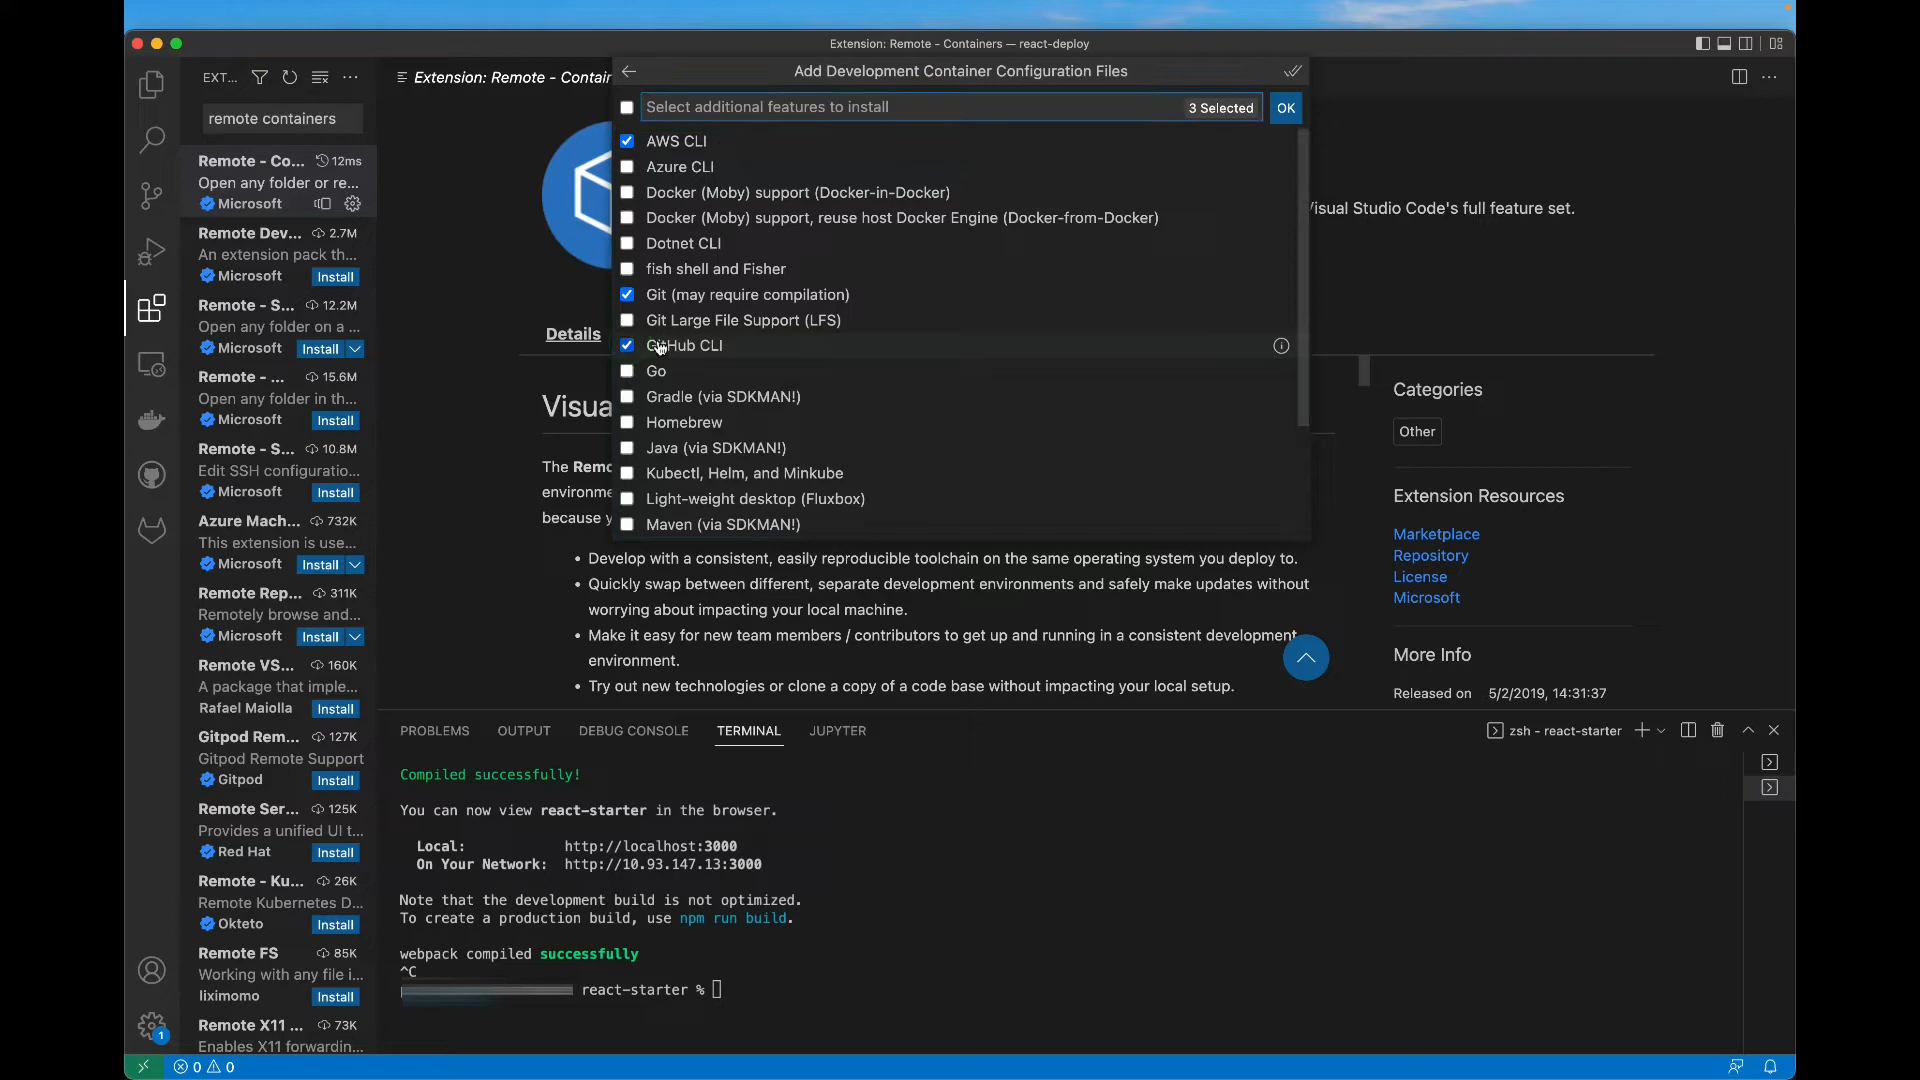 Extension: Remote - Containers — react-deploy
EXT...
Extension: Remote - Contain
Add Development Container Configuration Files
remote containers
Select additional features to install
3 Selected
OK
AWS CLI
Azure CLI
Docker (Moby) support (Docker-in-Docker)
Docker (Moby) support, reuse host Docker Engine (Docker-from-Docker)
Dotnet CLI
fish shell and Fisher
Git (may require compilation)
Git Large File Support (LFS)
GitHub CLI
Go
Gradle (via SDKMAN!)
Homebrew
Java (via SDKMAN!)
Kubectl, Helm, and Minkube
Light-weight desktop (Fluxbox)
Maven (via SDKMAN!)
Remote - Co... 12ms
Open any folder or re...
Microsoft
Remote Dev... 2.7M
An extension pack th...
Microsoft Install
Remote - S... 12.2M
Open any folder on a ...
Microsoft Install
Remote - ... 15.6M
Open any folder in th...
Microsoft Install
Remote - S... 10.8M
Edit SSH configuratio...
Microsoft Install
Azure Mach... 732K
This extension is use...
Microsoft Install
Remote Rep... 311K
Remotely browse and...
Microsoft Install
Remote VS... 160K
A package that imple...
Rafael Maiolla Install
Gitpod Rem... 127K
Gitpod Remote Support
Gitpod Install
Remote Ser... 125K
Provides a unified UI t...
Red Hat Install
Remote - Ku... 26K
Remote Kubernetes D...
Okteto Install
Remote FS 85K
Working with any file i...
liximomo Install
Remote X11 ... 73K
Enables X11 forwardin...
isual Studio Code's full feature set.
Details
Visua
The Remo
environme
because y
• Develop with a consistent, easily reproducible toolchain on the same operating system you deploy to.
• Quickly swap between different, separate development environments and safely make updates without
worrying about impacting your local machine.
• Make it easy for new team members / contributors to get up and running in a consistent development
environment.
• Try out new technologies or clone a copy of a code base without impacting your local setup.
Categories
Other
Extension Resources
Marketplace
Repository
License
Microsoft
More Info
Released on 5/2/2019, 14:31:37
PROBLEMS OUTPUT DEBUG CONSOLE TERMINAL JUPYTER
zsh - react-starter
Compiled successfully!
You can now view react-starter in the browser.
Local: http://localhost:3000
On Your Network: http://10.93.147.13:3000
Note that the development build is not optimized.
To create a production build, use npm run build.
webpack compiled successfully
^C
react-starter %
1
0 0